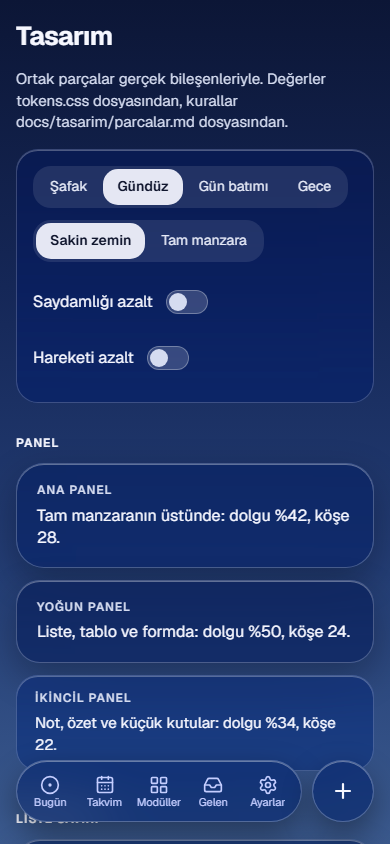 Tasarım
Ortak parçalar gerçek bileşenleriyle. Değerler
tokens.css dosyasından, kurallar
docs/tasarim/parcalar.md dosyasından.
Şafak Gündüz Gün batımı Gece
Sakin zemin Tam manzara
Saydamlığı azalt
Hareketi azalt
PANEL
ANA PANEL
Tam manzaranın üstünde: dolgu %42, köşe
28.
YOĞUN PANEL
Liste, tablo ve formda: dolgu %50, köşe 24.
İKİNCİL PANEL
Not, özet ve küçük kutular: dolgu %34, köşe
22.
Bugün Takvim Modüller Gelen Ayarlar